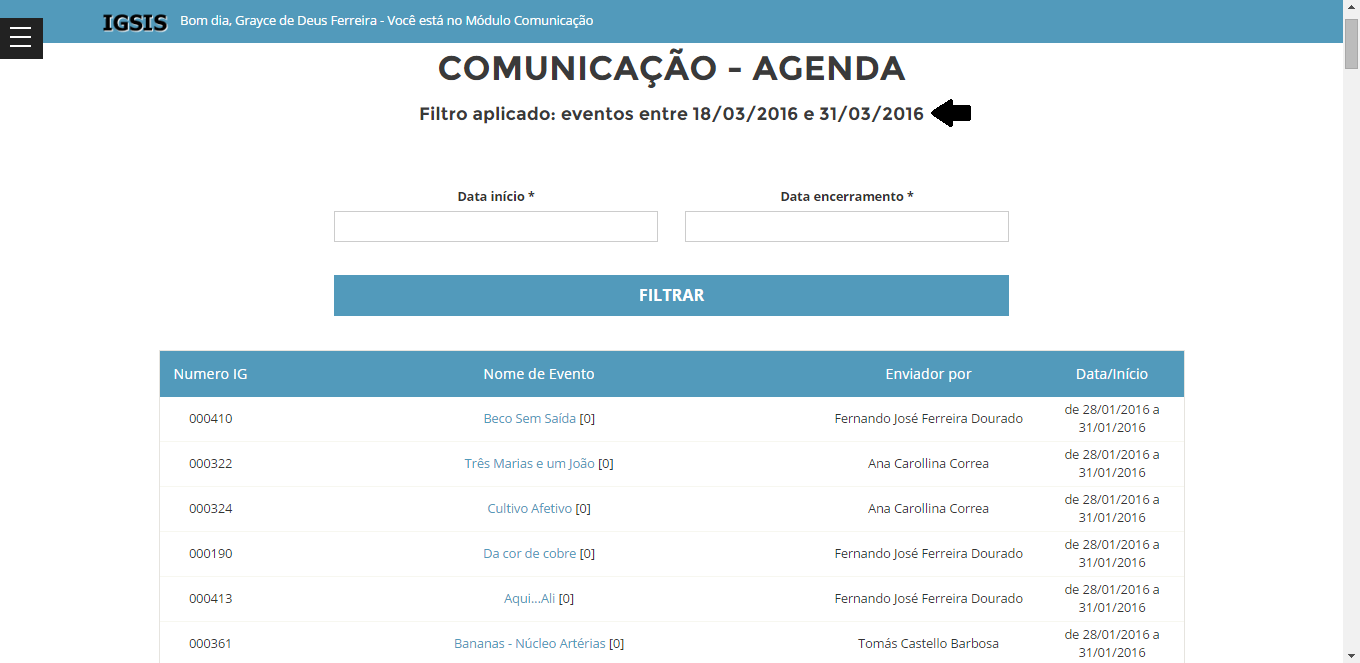 IGSIS Bom dia, Grayce de Deus Ferreira - Você está no Módulo Comunicação
COMUNICAÇÃO - AGENDA
Filtro aplicado: eventos entre 18/03/2016 e 31/03/2016
Data início * Data encerramento *
FILTRAR
Numero IG Nome de Evento Enviador por Data/Início
000410 Beco Sem Saída [0] Fernando José Ferreira Dourado de 28/01/2016 a
31/01/2016
000322 Três Marias e um João [0] Ana Carollina Correa de 28/01/2016 a
31/01/2016
000324 Cultivo Afetivo [0] Ana Carollina Correa de 28/01/2016 a
31/01/2016
000190 Da cor de cobre [0] Fernando José Ferreira Dourado de 28/01/2016 a
31/01/2016
000413 Aqui...Ali [0] Fernando José Ferreira Dourado de 28/01/2016 a
31/01/2016
000361 Bananas - Núcleo Artérias [0] Tomás Castello Barbosa de 28/01/2016 a
31/01/2016